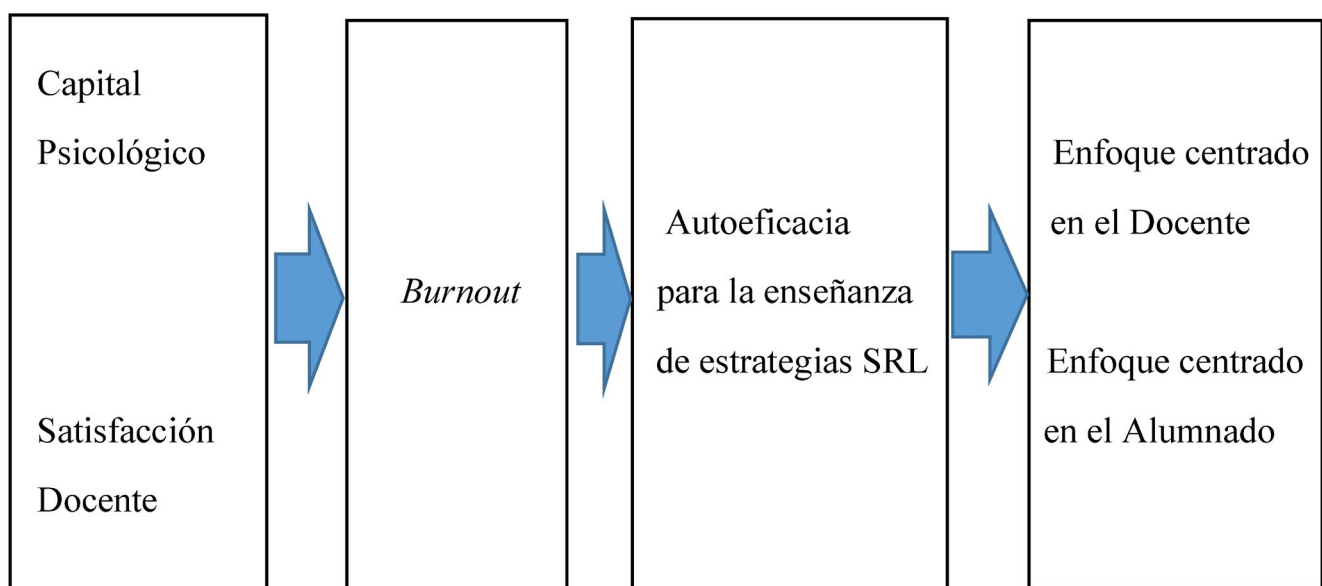 Capital
Psicológico
Satisfacción
Docente
Burnout
Autoeficacia
para la enseñanza
de estrategias SRL
Enfoque centrado
en el Docente
Enfoque centrado
en el Alumnado